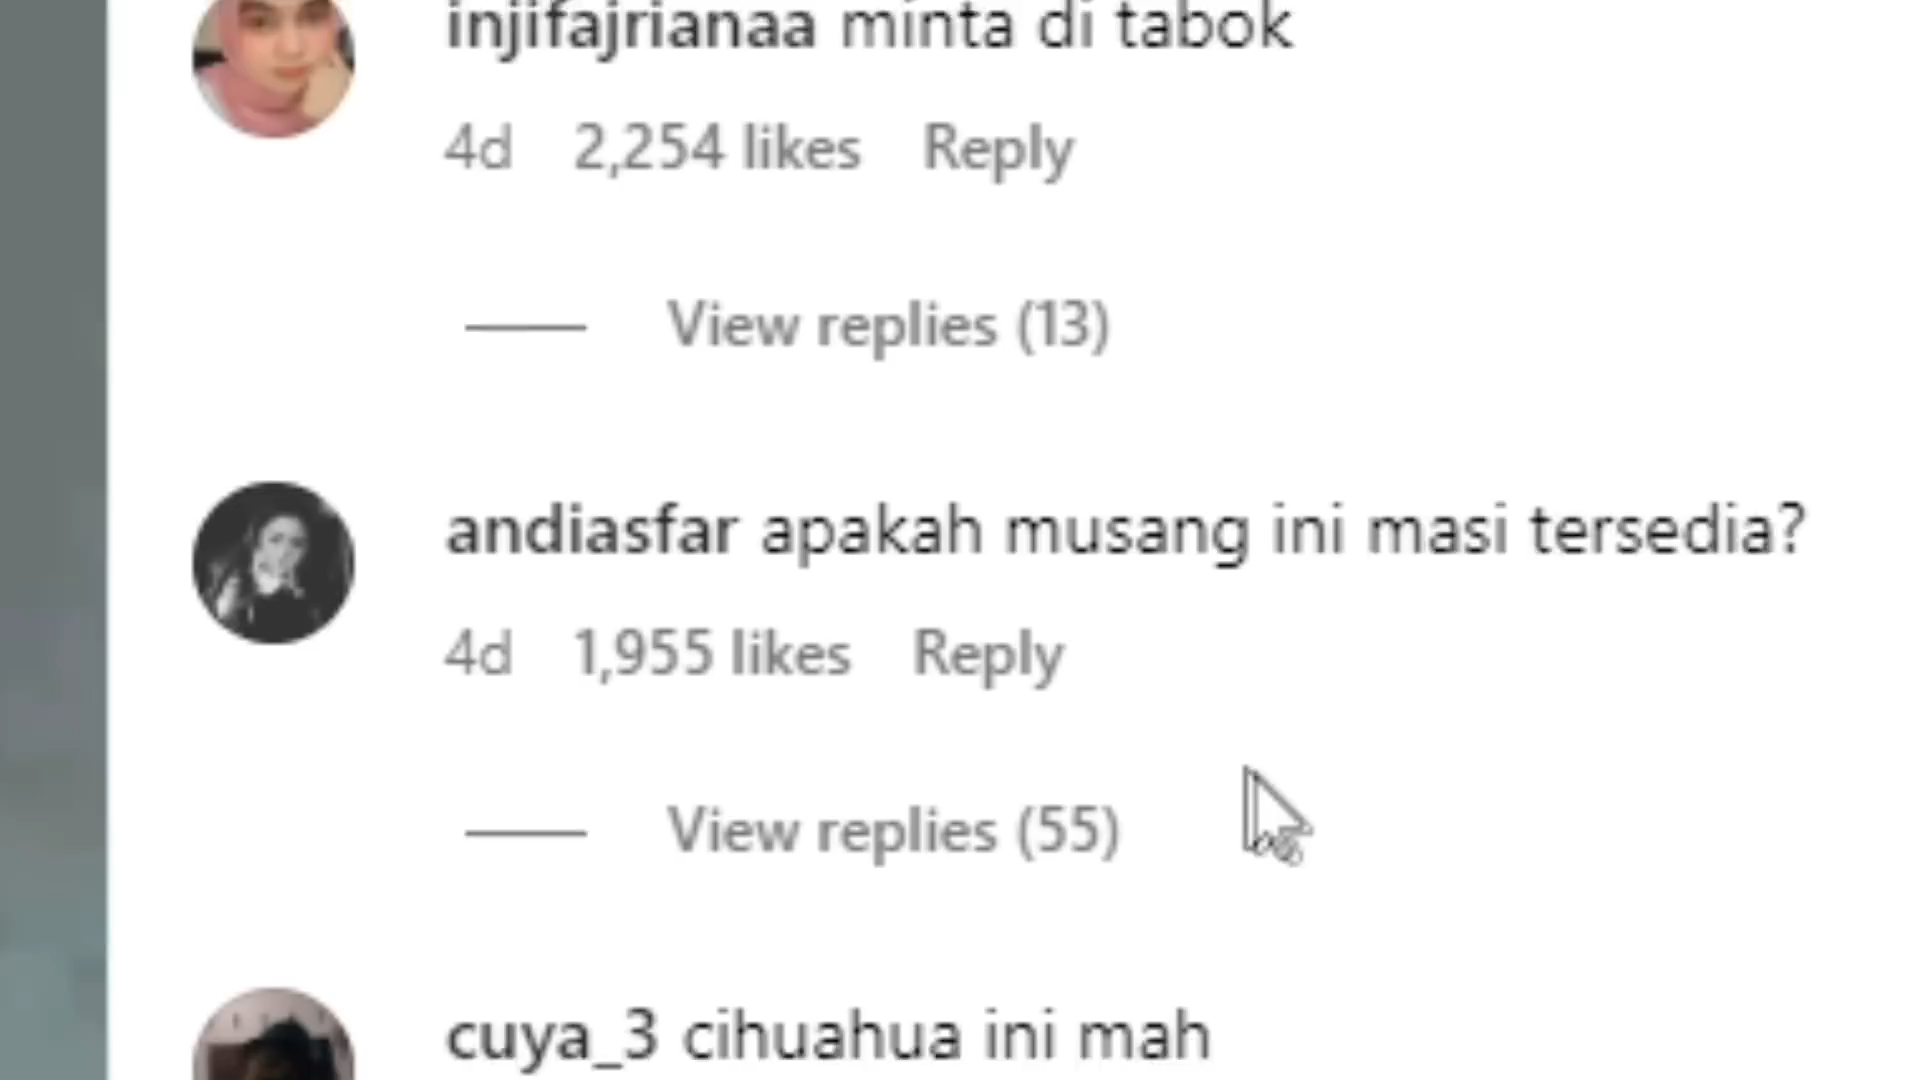 injifajrianaa minta di tabok
4d 2,254 likes Reply
View replies (13)
andiasfar apakah musang ini masi tersedia?
4d 1,955 likes Reply
View replies (55)
cuya_3 cihuahua ini mah